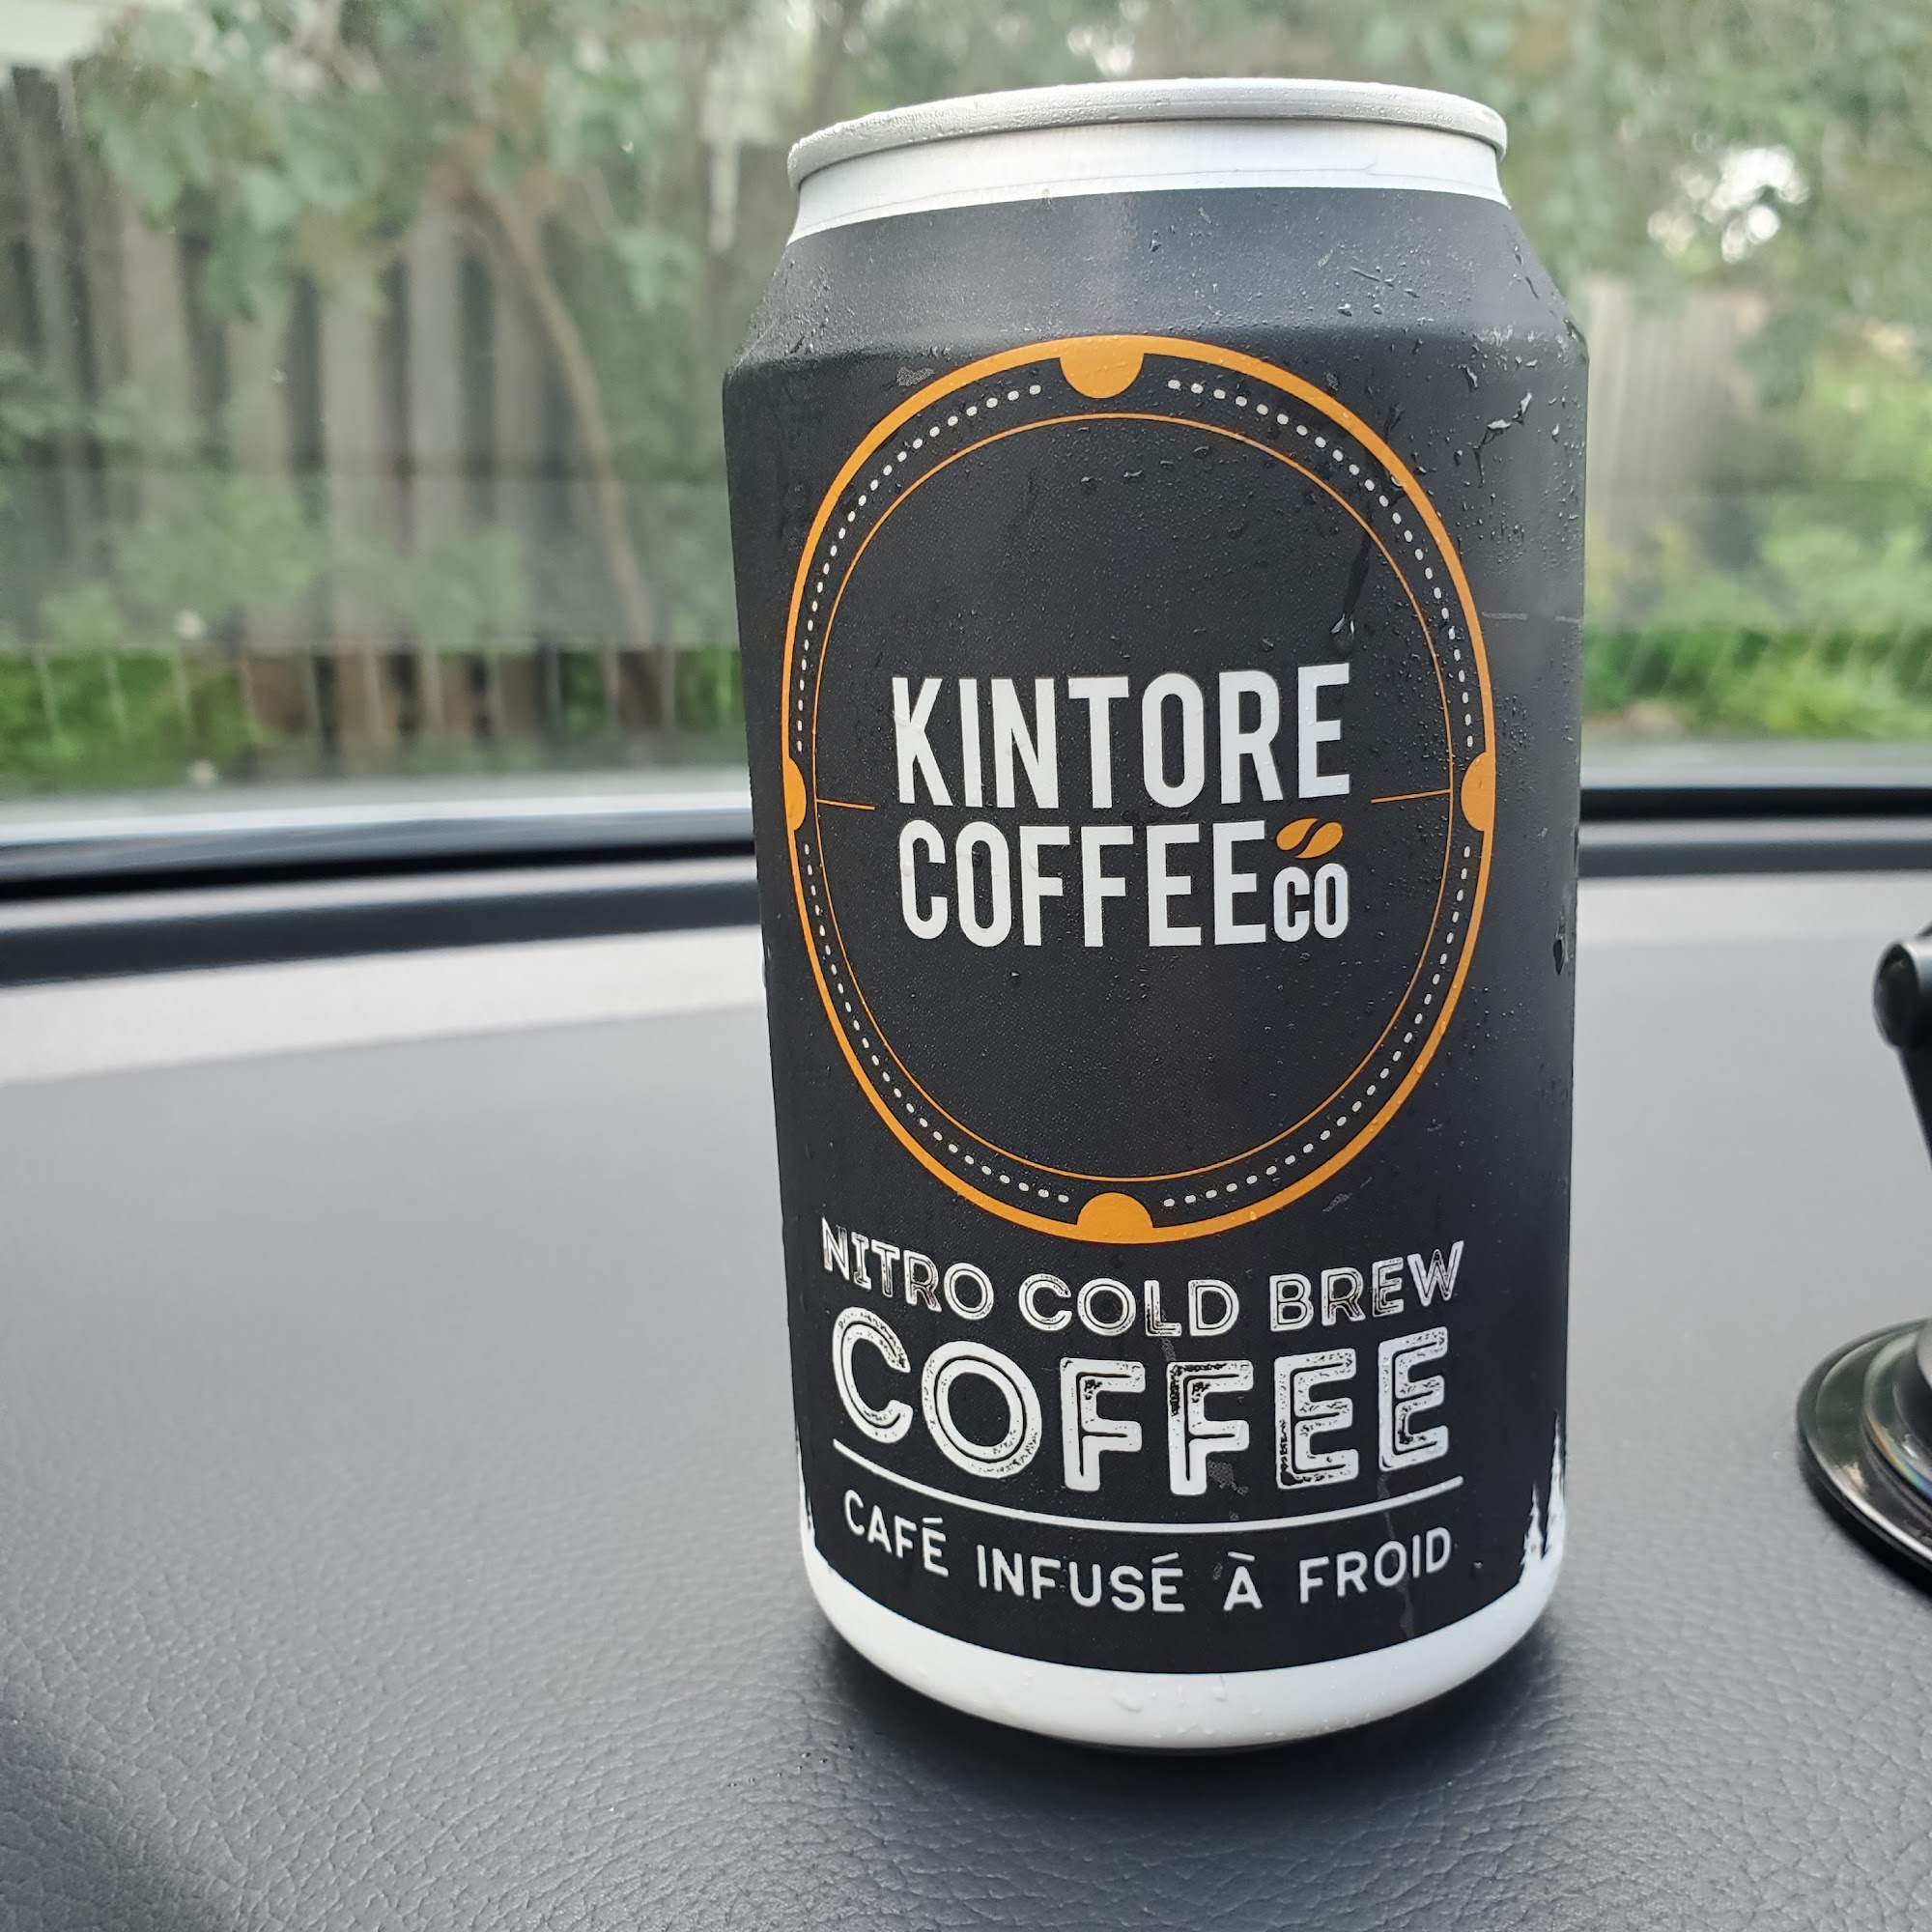 KINTORE
COFFEE CO
NITRO COLD BREW
COFFEE
CAFÉ INFUSÉ À FROID